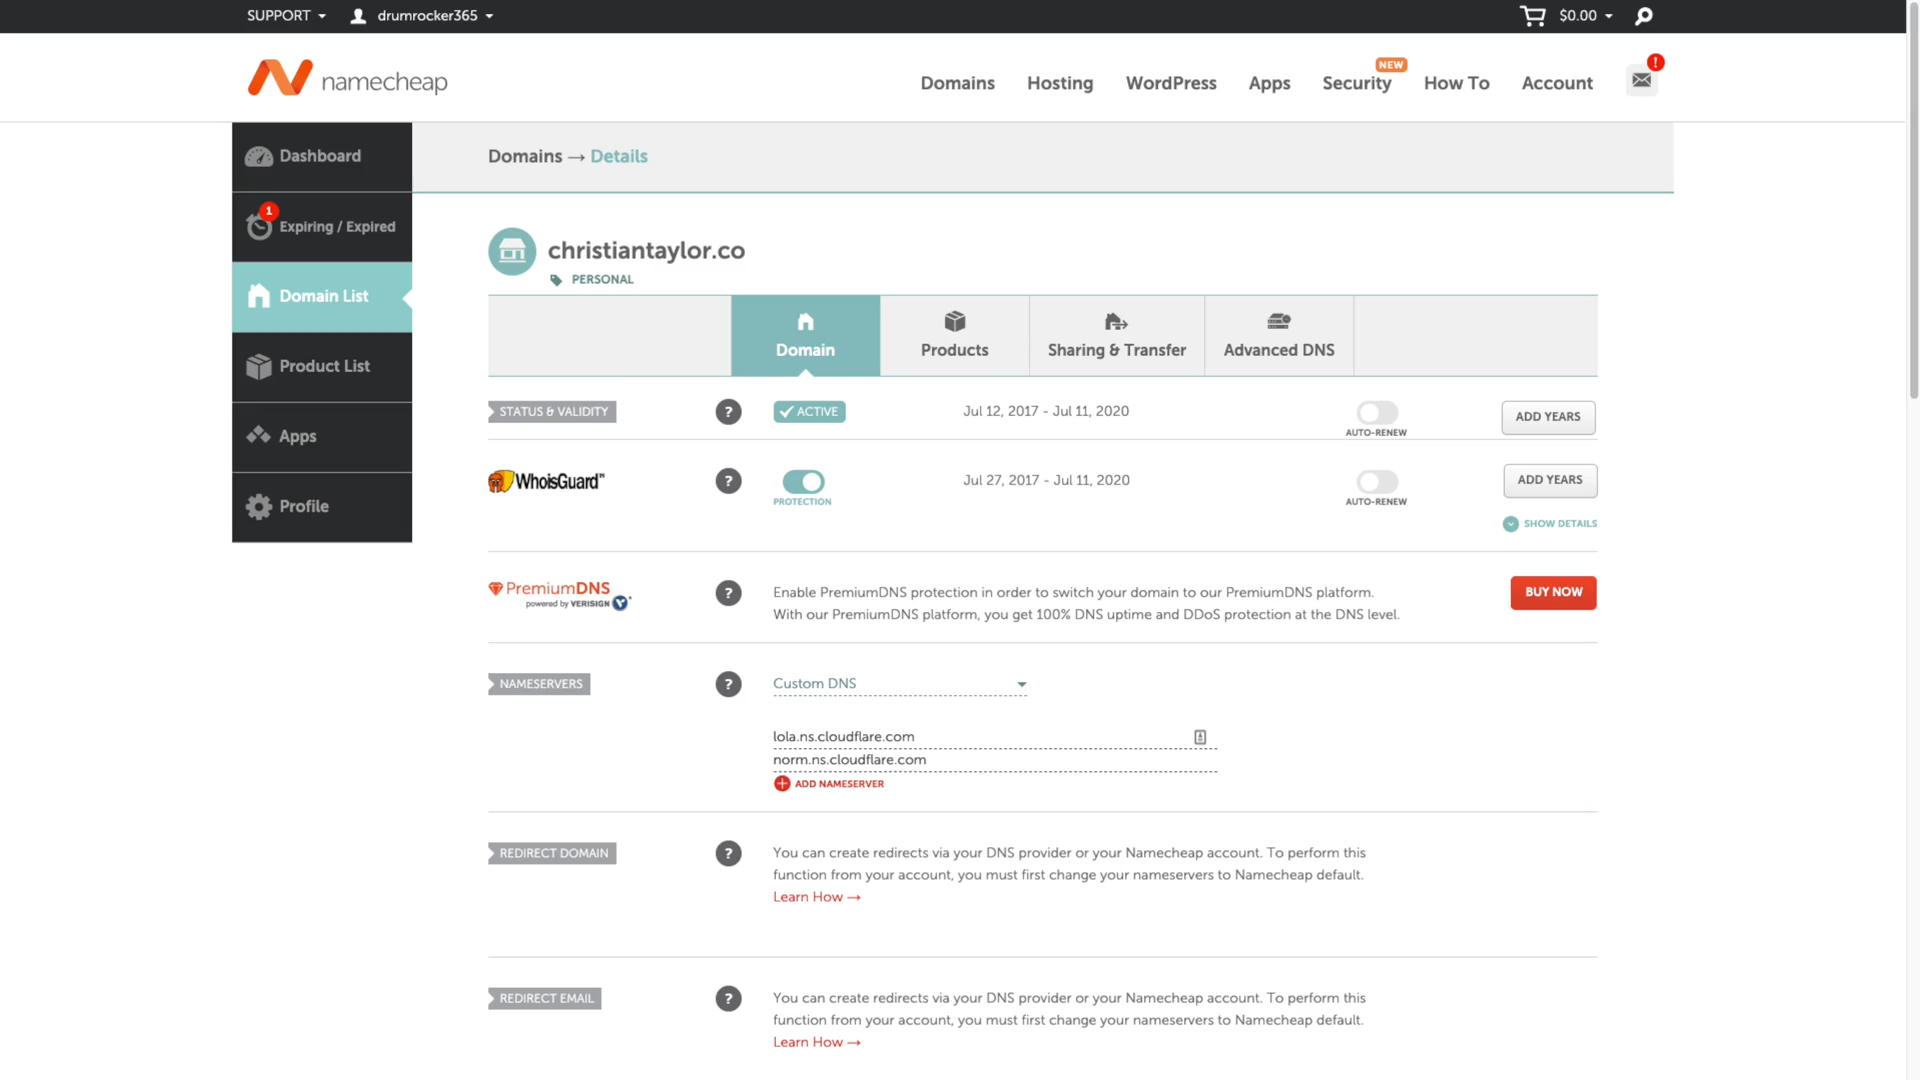 SUPPORT
drumrocker365
$0.00
namecheap
Domains
Hosting
WordPress
Apps
NEW
Security
How To
Account
!
Dashboard
1
Expiring / Expired
Domain List
Product List
Apps
Profile
Domains → Details
christiantaylor.co
PERSONAL
Domain
Products
Sharing & Transfer
Advanced DNS
STATUS & VALIDITY
?
ACTIVE
Jul 12, 2017 - Jul 11, 2020
AUTO-RENEW
ADD YEARS
WhoisGuard™
?
PROTECTION
Jul 27, 2017 - Jul 11, 2020
AUTO-RENEW
ADD YEARS
SHOW DETAILS
PremiumDNS
powered by VERISIGN
?
Enable PremiumDNS protection in order to switch your domain to our PremiumDNS platform.
With our PremiumDNS platform, you get 100% DNS uptime and DDoS protection at the DNS level.
BUY NOW
NAMESERVERS
?
Custom DNS
lola.ns.cloudflare.com
norm.ns.cloudflare.com
ADD NAMESERVER
REDIRECT DOMAIN
?
You can create redirects via your DNS provider or your Namecheap account. To perform this
function from your account, you must first change your nameservers to Namecheap default.
Learn How →
REDIRECT EMAIL
?
You can create redirects via your DNS provider or your Namecheap account. To perform this
function from your account, you must first change your nameservers to Namecheap default.
Learn How →